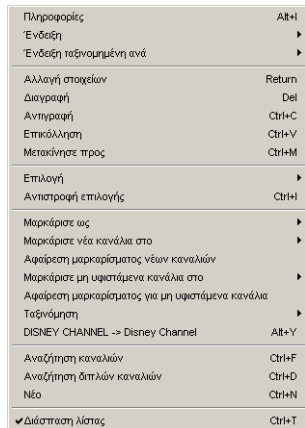 Πληροφορίες Alt+I
Ένδειξη
Ένδειξη ταξινομημένη ανά
Αλλαγή στοιχείων Return
Διαγραφή Del
Αντιγραφή Ctrl+C
Επικόλληση Ctrl+V
Μετακίνησε προς Ctrl+M
Επιλογή
Αντιστροφή επιλογής Ctrl+I
Μαρκάρισε ως
Μαρκάρισε νέα κανάλια στο
Αφαίρεση μαρκαρίσματος νέων καναλιών
Μαρκάρισε μη υφιστάμενα κανάλια στο
Αφαίρεση μαρκαρίσματος για μη υφιστάμενα κανάλια
Ταξινόμηση
DISNEY CHANNEL -> Disney Channel Alt+Y
Αναζήτηση καναλιών Ctrl+F
Αναζήτηση διπλών καναλιών Ctrl+D
Νέο Ctrl+N
✔Διάσπαση λίστας Ctrl+T